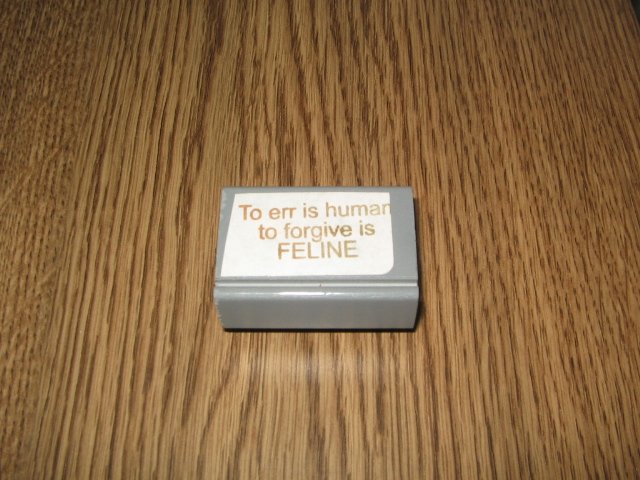 To err is human
to forgive is
FELINE